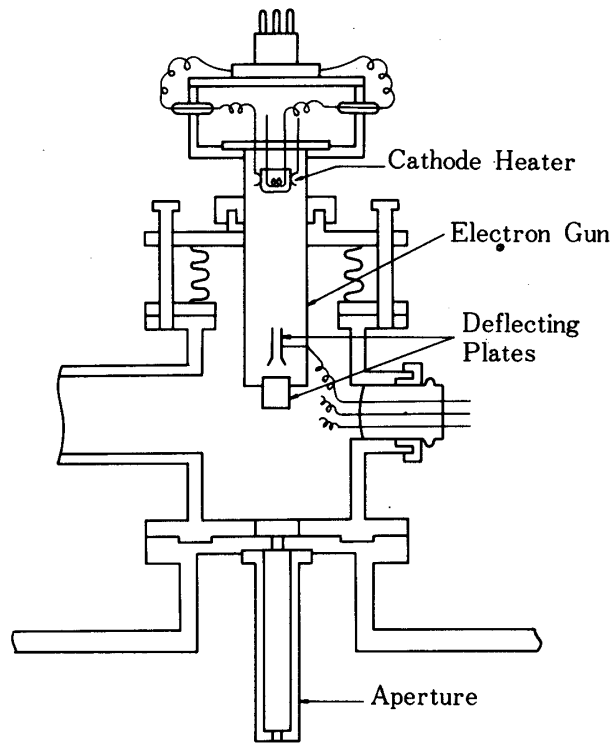 Cathode Heater
Electron Gun
Deflecting
Plates
Aperture